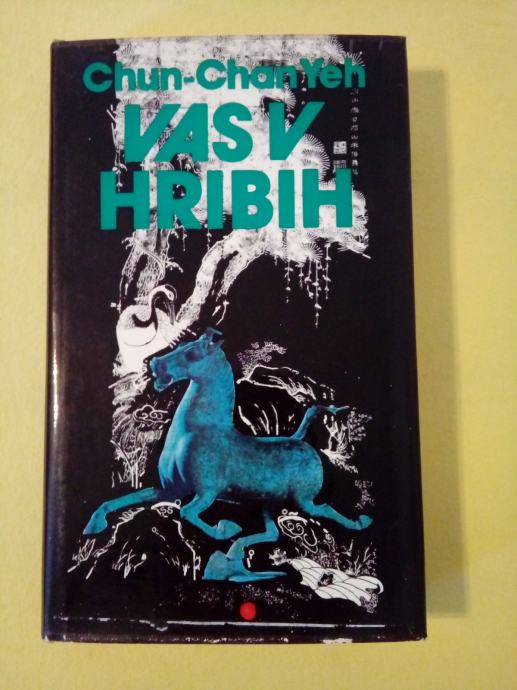 Chun-Chan Yeh
VAS V
HRIBIH